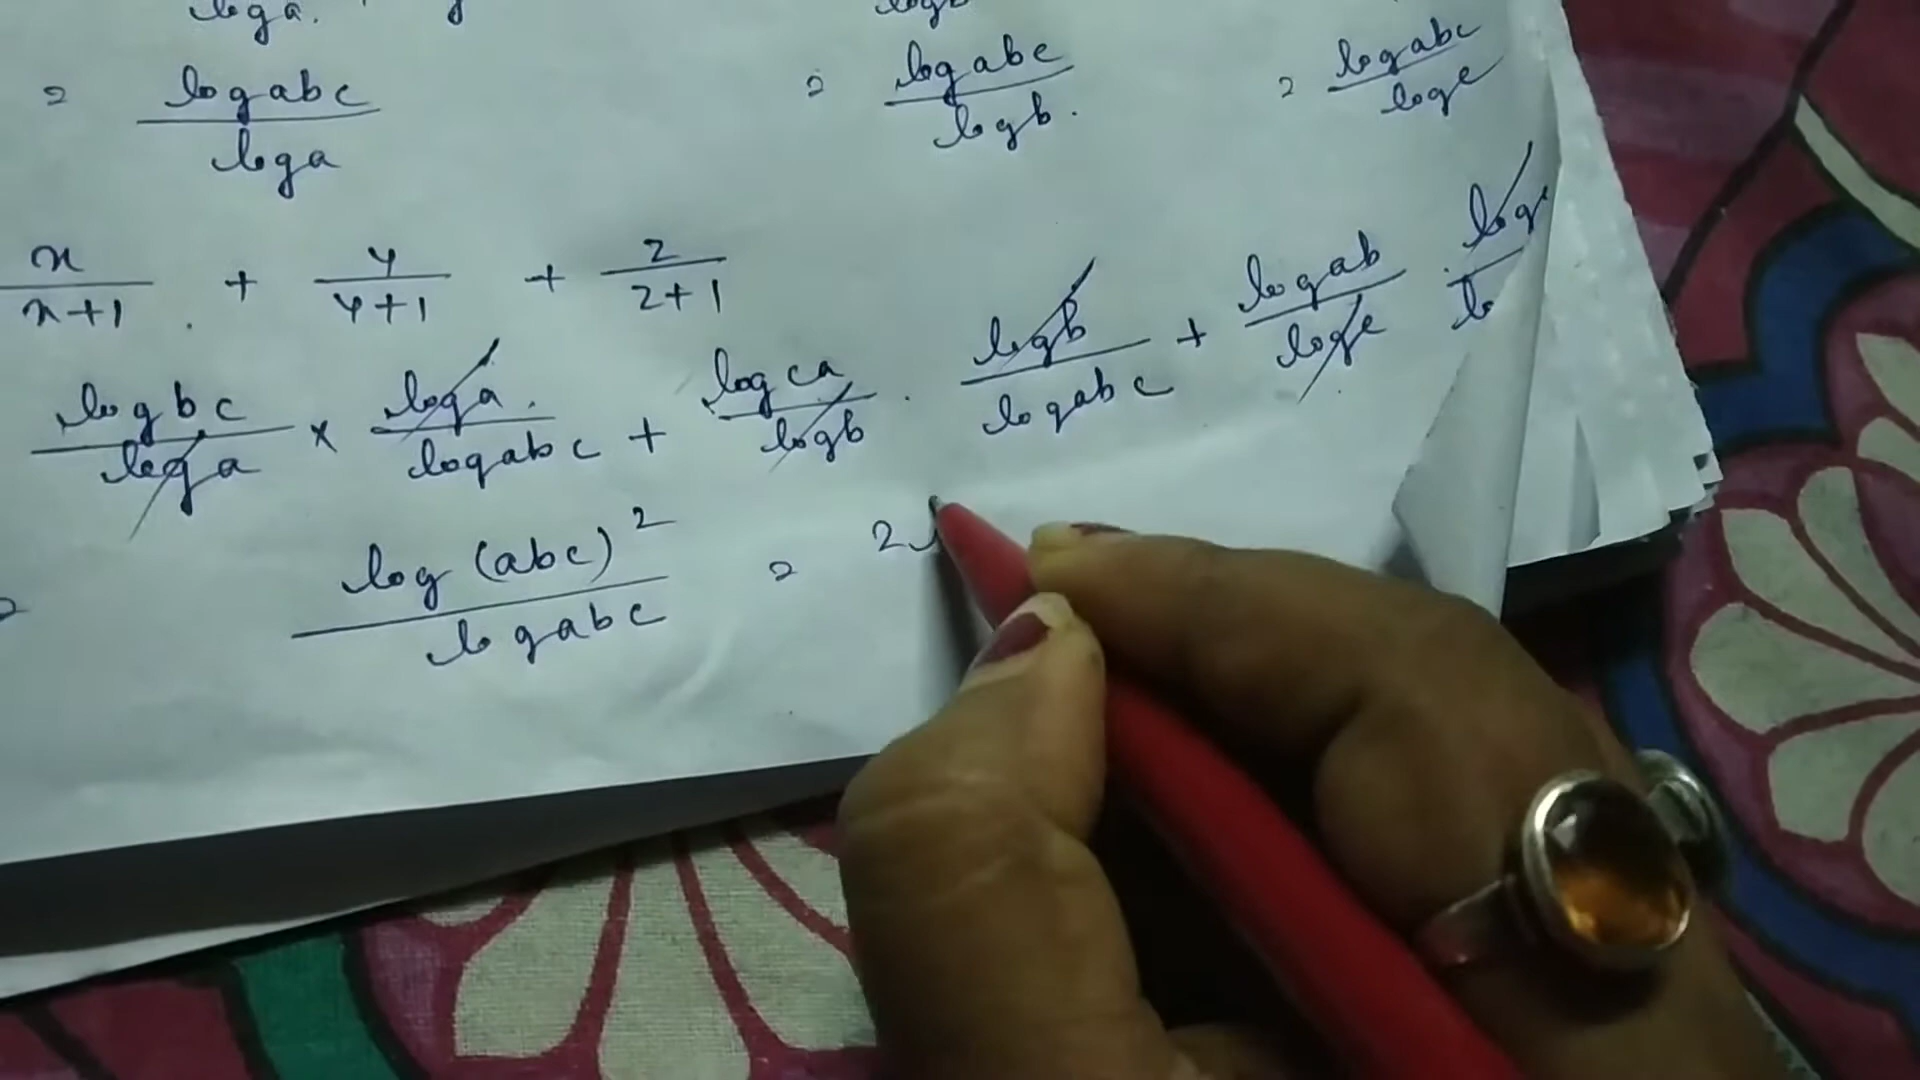 log a.
= log abc / log a    = log abc / log b.    = log abc / log c
x / x+1 + y / y+1 + z / z+1
log bc / log a × log a / log abc + log ca / log b . log b / log abc + log ab / log c .
= log (abc)² / log abc = 2